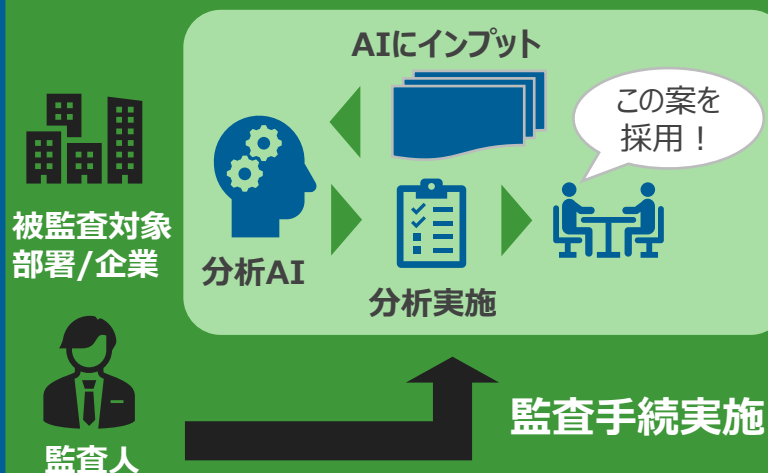 AIにインプット
この案を
採用！
被監査対象
部署/企業
分析AI
分析実施
監査手続実施
監査人